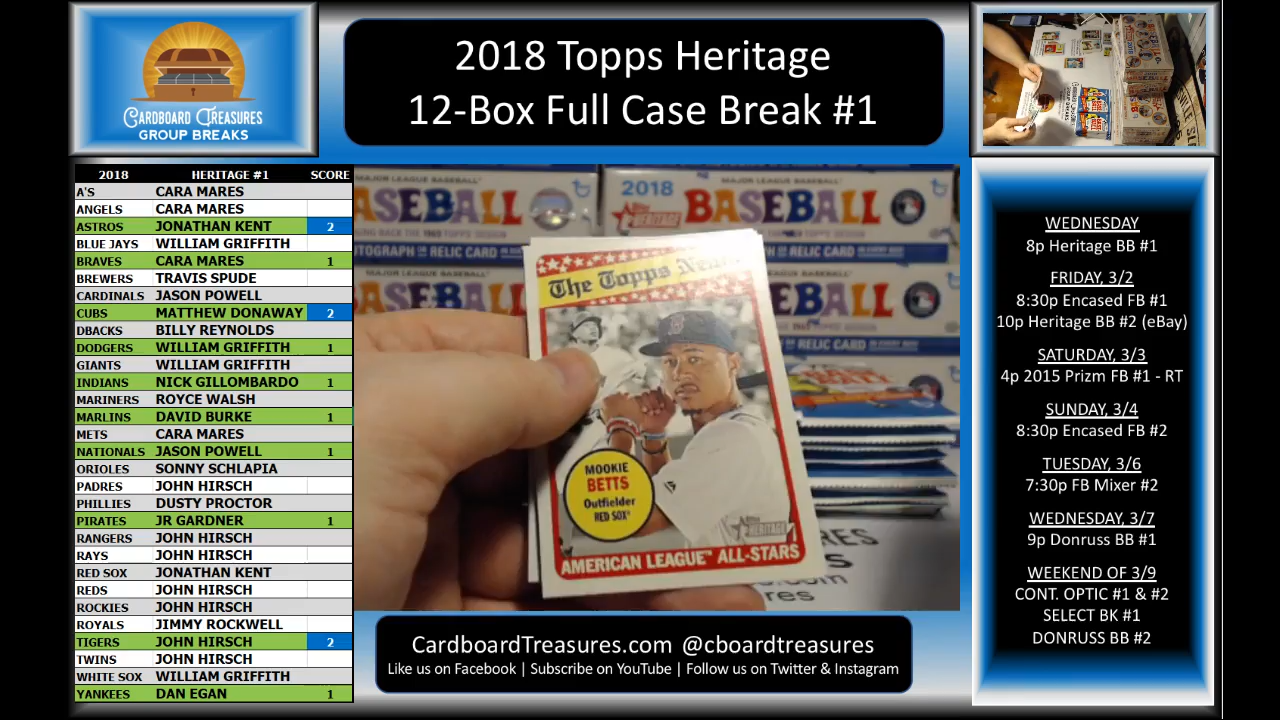 CARDBOARD TREASURES
GROUP BREAKS
2018 Topps Heritage
12-Box Full Case Break #1
2018 HERITAGE #1 SCORE
A'S CARA MARES
ANGELS CARA MARES
ASTROS JONATHAN KENT 2
BLUE JAYS WILLIAM GRIFFITH
BRAVES CARA MARES 1
BREWERS TRAVIS SPUDE
CARDINALS JASON POWELL
CUBS MATTHEW DONAWAY 2
DBACKS BILLY REYNOLDS
DODGERS WILLIAM GRIFFITH 1
GIANTS WILLIAM GRIFFITH
INDIANS NICK GILLOMBARDO 1
MARINERS ROYCE WALSH
MARLINS DAVID BURKE 1
METS CARA MARES
NATIONALS JASON POWELL 1
ORIOLES SONNY SCHLAPIA
PADRES JOHN HIRSCH
PHILLIES DUSTY PROCTOR
PIRATES JR GARDNER 1
RANGERS JOHN HIRSCH
RAYS JOHN HIRSCH
RED SOX JONATHAN KENT
REDS JOHN HIRSCH
ROCKIES JOHN HIRSCH
ROYALS JIMMY ROCKWELL
TIGERS JOHN HIRSCH 2
TWINS JOHN HIRSCH
WHITE SOX WILLIAM GRIFFITH
YANKEES DAN EGAN 1
MAJOR LEAGUE BASEBALL
2018
HERITAGE
BASEBALL
RELIC CARD
The Topps
MOOKIE
BETTS
Outfielder
RED SOX
HERITAGE
AMERICAN LEAGUE ALL-STARS
CardboardTreasures.com @cboardtreasures
Like us on Facebook | Subscribe on YouTube | Follow us on Twitter & Instagram
WEDNESDAY
8p Heritage BB #1
FRIDAY, 3/2
8:30p Encased FB #1
10p Heritage BB #2 (eBay)
SATURDAY, 3/3
4p 2015 Prizm FB #1 - RT
SUNDAY, 3/4
8:30p Encased FB #2
TUESDAY, 3/6
7:30p FB Mixer #2
WEDNESDAY, 3/7
9p Donruss BB #1
WEEKEND OF 3/9
CONT. OPTIC #1 & #2
SELECT BK #1
DONRUSS BB #2